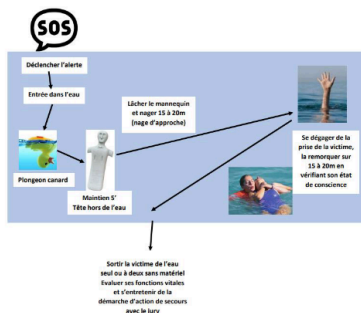 SOS
Déclencher l'alerte
Entrée dans l'eau
Plongeon canard
Maintien 5'
Tête hors de l'eau
Lâcher le mannequin
et nager 15 à 20m
(nage d'approche)
Se dégager de la
prise de la victime,
la remorquer sur
15 à 20m en
vérifiant son état
de conscience
Sortir la victime de l'eau
seul ou à deux sans matériel
Evaluer ses fonctions vitales
et s'entretenir de la
démarche d'action de secours
avec le jury